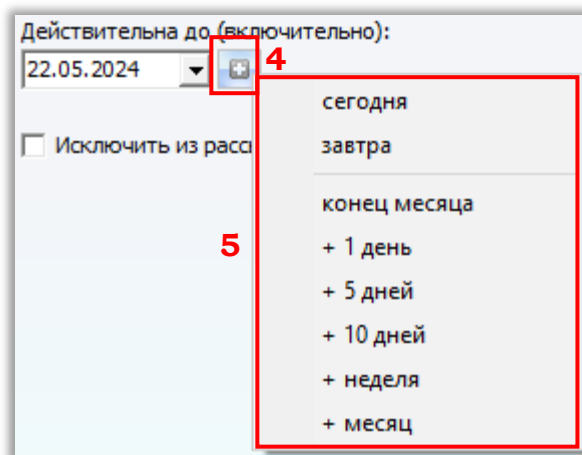 Действительна до (включительно):
22.05.2024
4
сегодня
Исключить из
завтра
конец месяца
5
+ 1 день
+ 5 дней
+ 10 дней
+ неделя
+ месяц